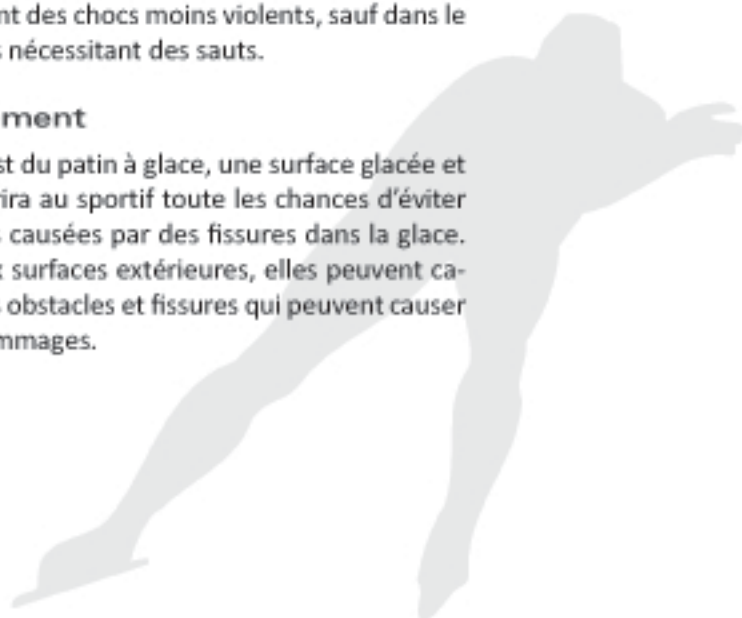 nt des chocs moins violents, sauf dans le
s nécessitant des sauts.
ment
st du patin à glace, une surface glacée et
rira au sportif toute les chances d'éviter
s causées par des fissures dans la glace.
x surfaces extérieures, elles peuvent ca-
s obstacles et fissures qui peuvent causer
mmages.